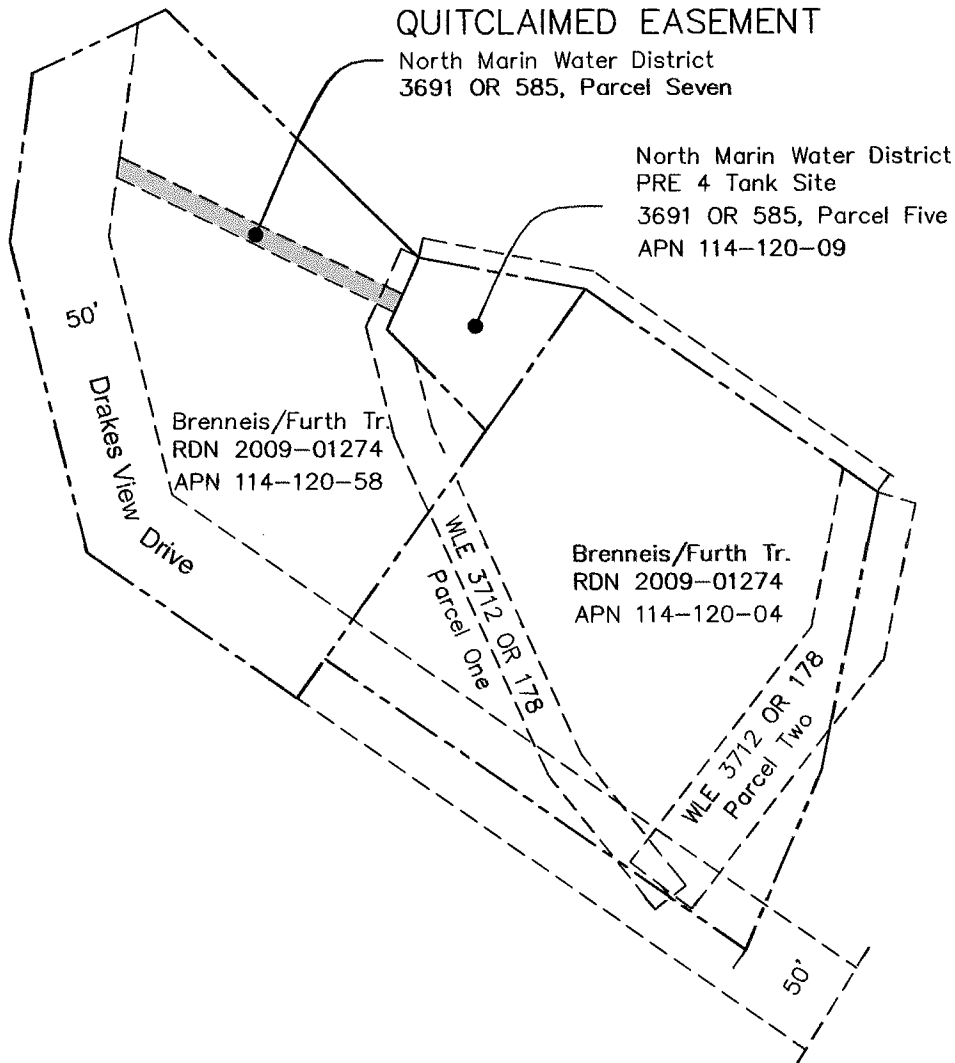 QUITCLAIMED EASEMENT
North Marin Water District
3691 OR 585, Parcel Seven
North Marin Water District
PRE 4 Tank Site
3691 OR 585, Parcel Five
APN 114-120-09
50'
Drakes View Drive
Brenneis/Furth Tr.
RDN 2009-01274
APN 114-120-58
WLE 3712 OR 178
Parcel One
Brenneis/Furth Tr.
RDN 2009-01274
APN 114-120-04
WLE 3712 OR 178
Parcel Two
50'